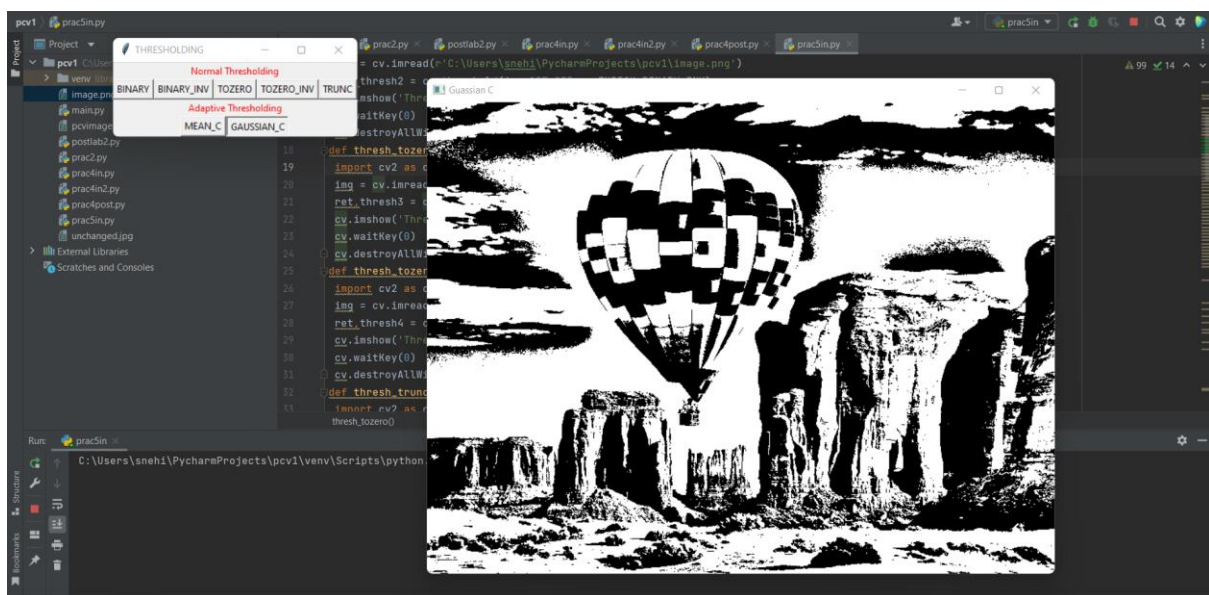 pcv1 prac5in.py
prac5in
Project
prac2.py postlab2.py prac4in.py prac4in2.py prac4post.py prac5in.py
THRESHOLDING
Normal Thresholding
BINARY BINARY_INV TOZERO TOZERO_INV TRUNC
Adaptive Thresholding
MEAN_C GAUSSIAN_C
pcv1 C:\User
venv
image.pn
main.py
pcvimage
postlab2.py
prac2.py
prac4in.py
prac4in2.py
prac4post.py
prac5in.py
unchanged.jpg
External Libraries
Scratches and Consoles
= cv.imread(r'C:\Users\snehi\PycharmProjects\pcv1\image.png')
99 14
thresh2 =
mshow('Thre
waitKey(0)
estroyAllWi
18 def thresh_tozer
19 import cv2 as c
20 img = cv.imread
21 ret,thresh3 = c
22 cv.imshow('Thre
23 cv.waitKey(0)
24 cv.destroyAllWi
25 def thresh_tozer
26 import cv2 as c
27 img = cv.imread
28 ret,thresh4 = c
29 cv.imshow('Thre
30 cv.waitKey(0)
31 cv.destroyAllWi
32 def thresh_trunc
33 import cv2 as c
thresh_tozero()
Guassian C
Run: prac5in
C:\Users\snehi\PycharmProjects\pcv1\venv\Scripts\python.
Structure
Bookmarks